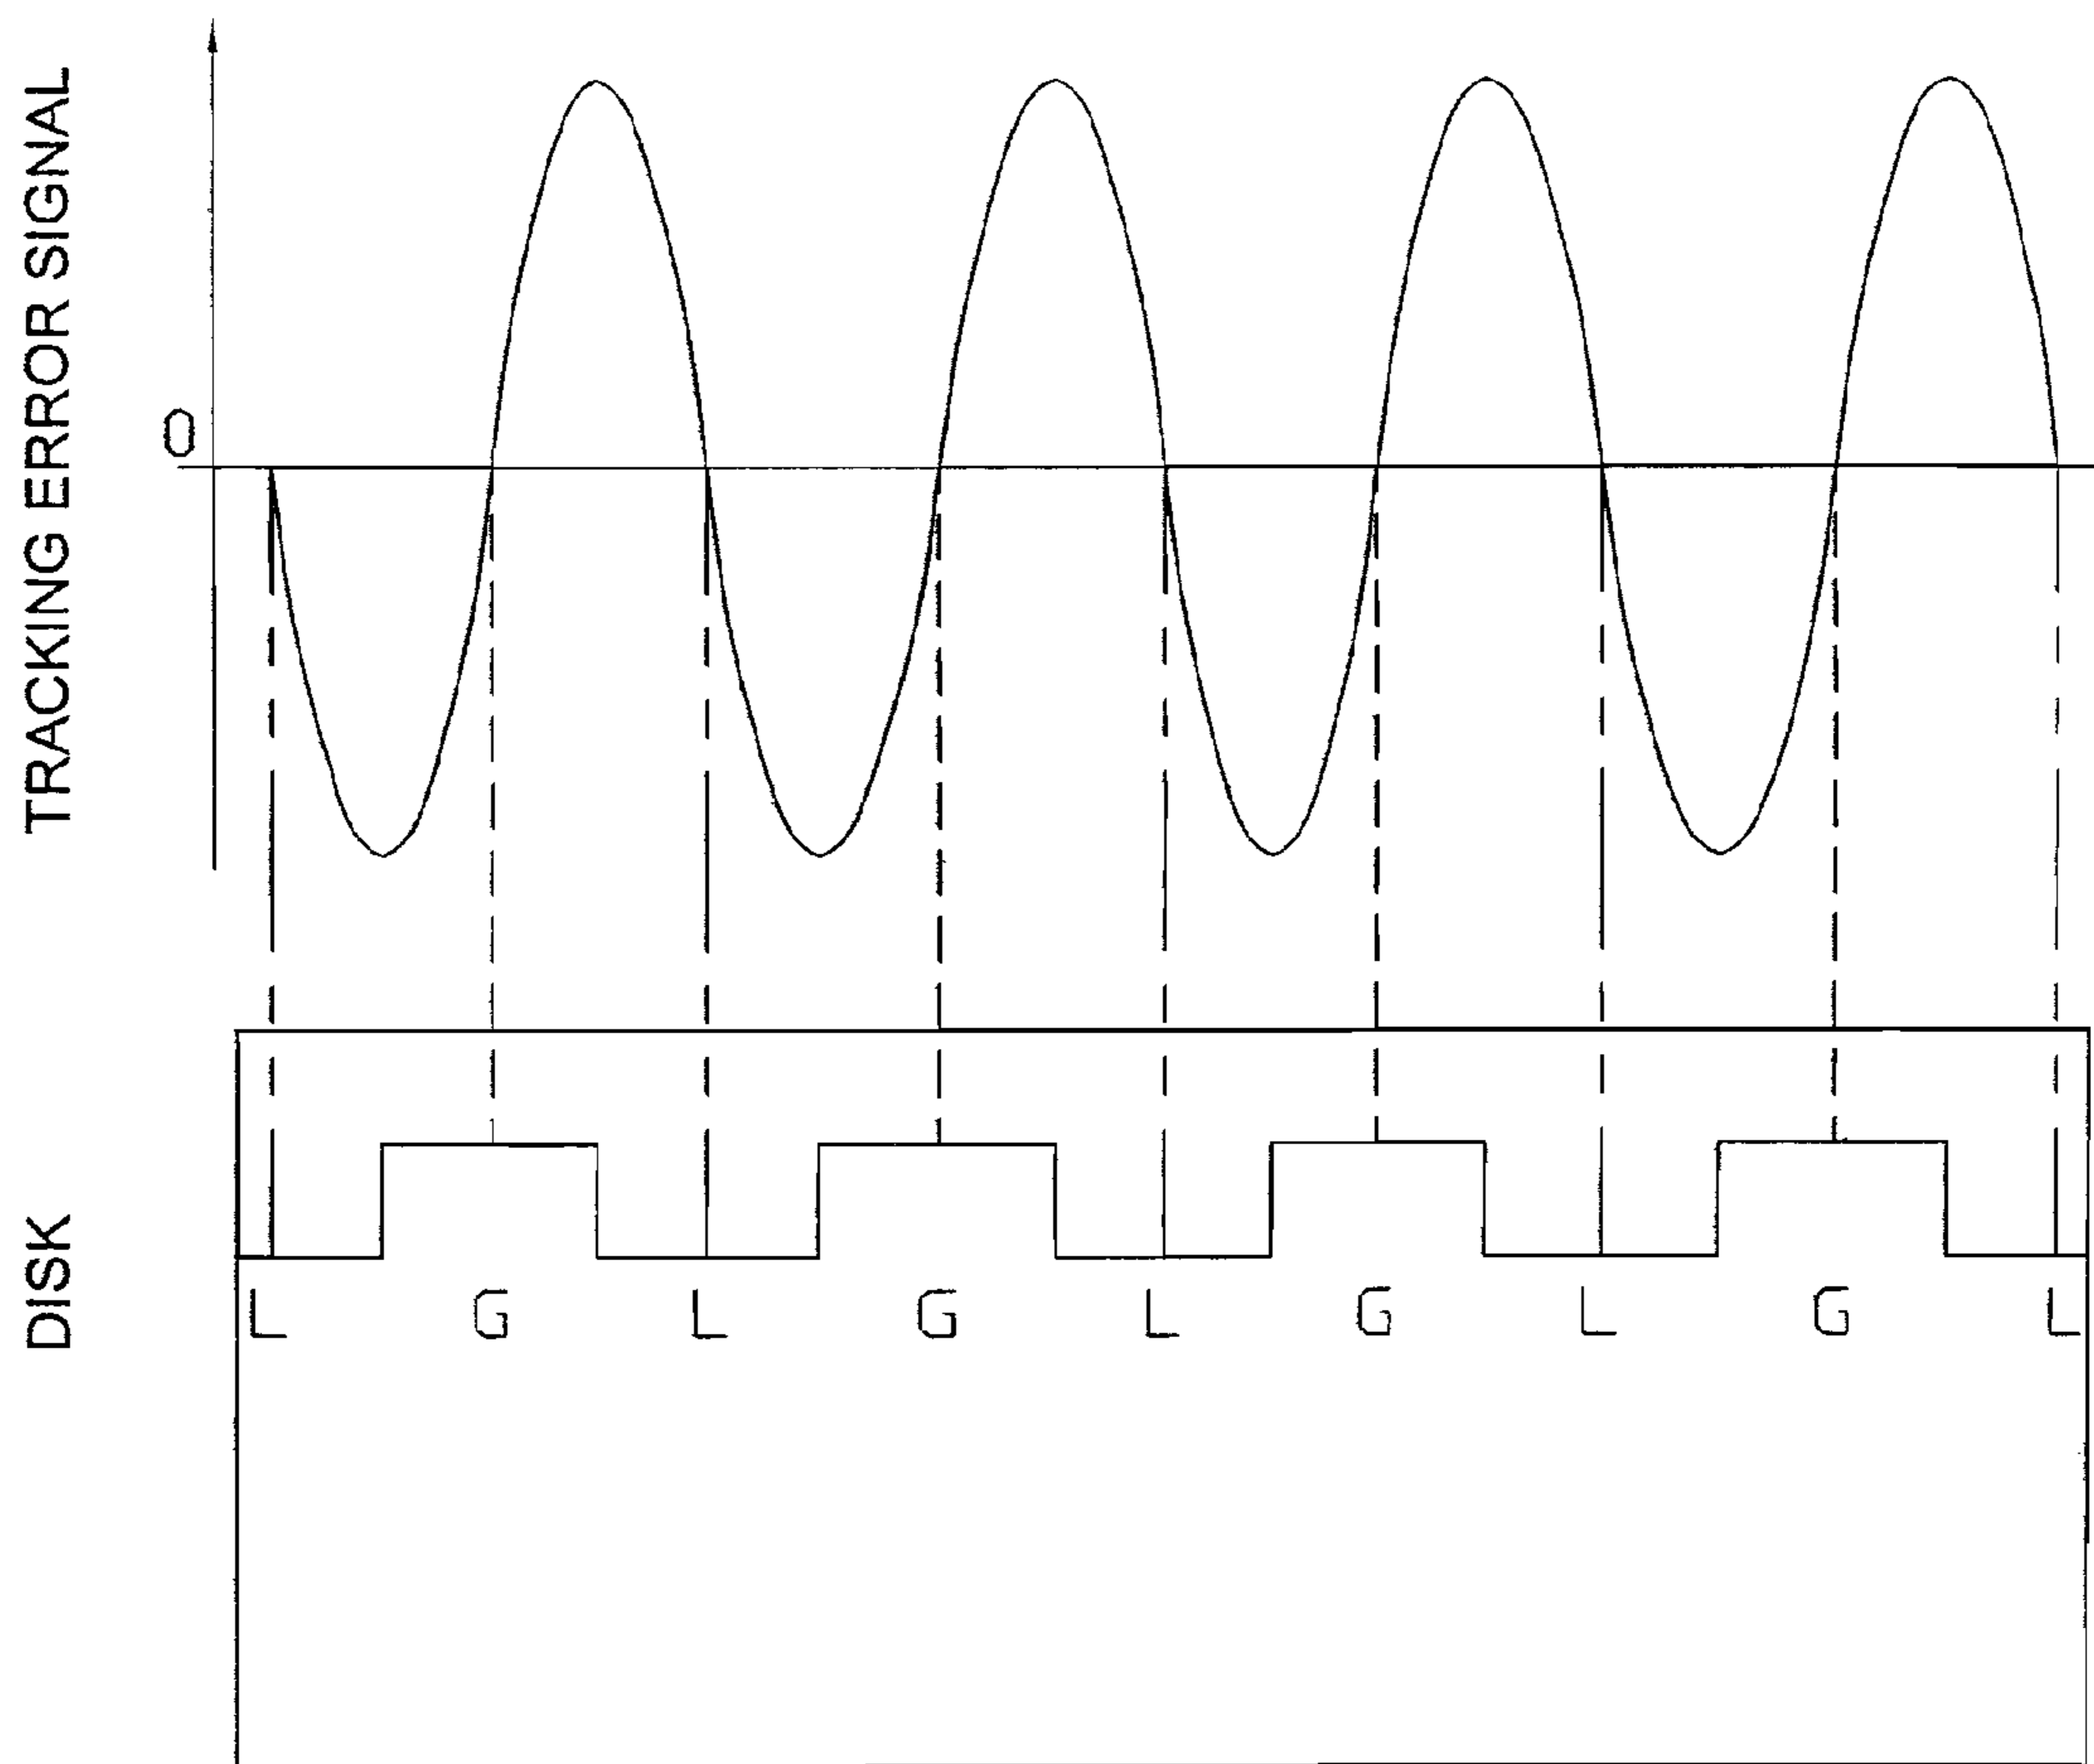 TRACKING ERROR SIGNAL
0
DISK
L G L G L G L G L